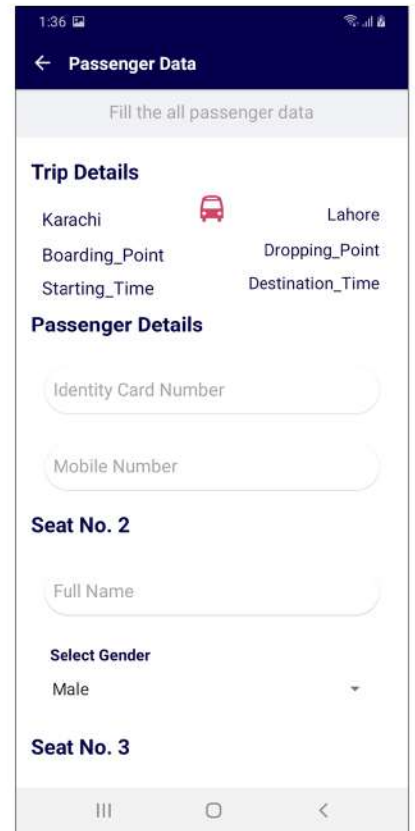 1:36
Passenger Data
Fill the all passenger data
Trip Details
Karachi Lahore
Boarding_Point Dropping_Point
Starting_Time Destination_Time
Passenger Details
Identity Card Number
Mobile Number
Seat No. 2
Full Name
Select Gender
Male
Seat No. 3